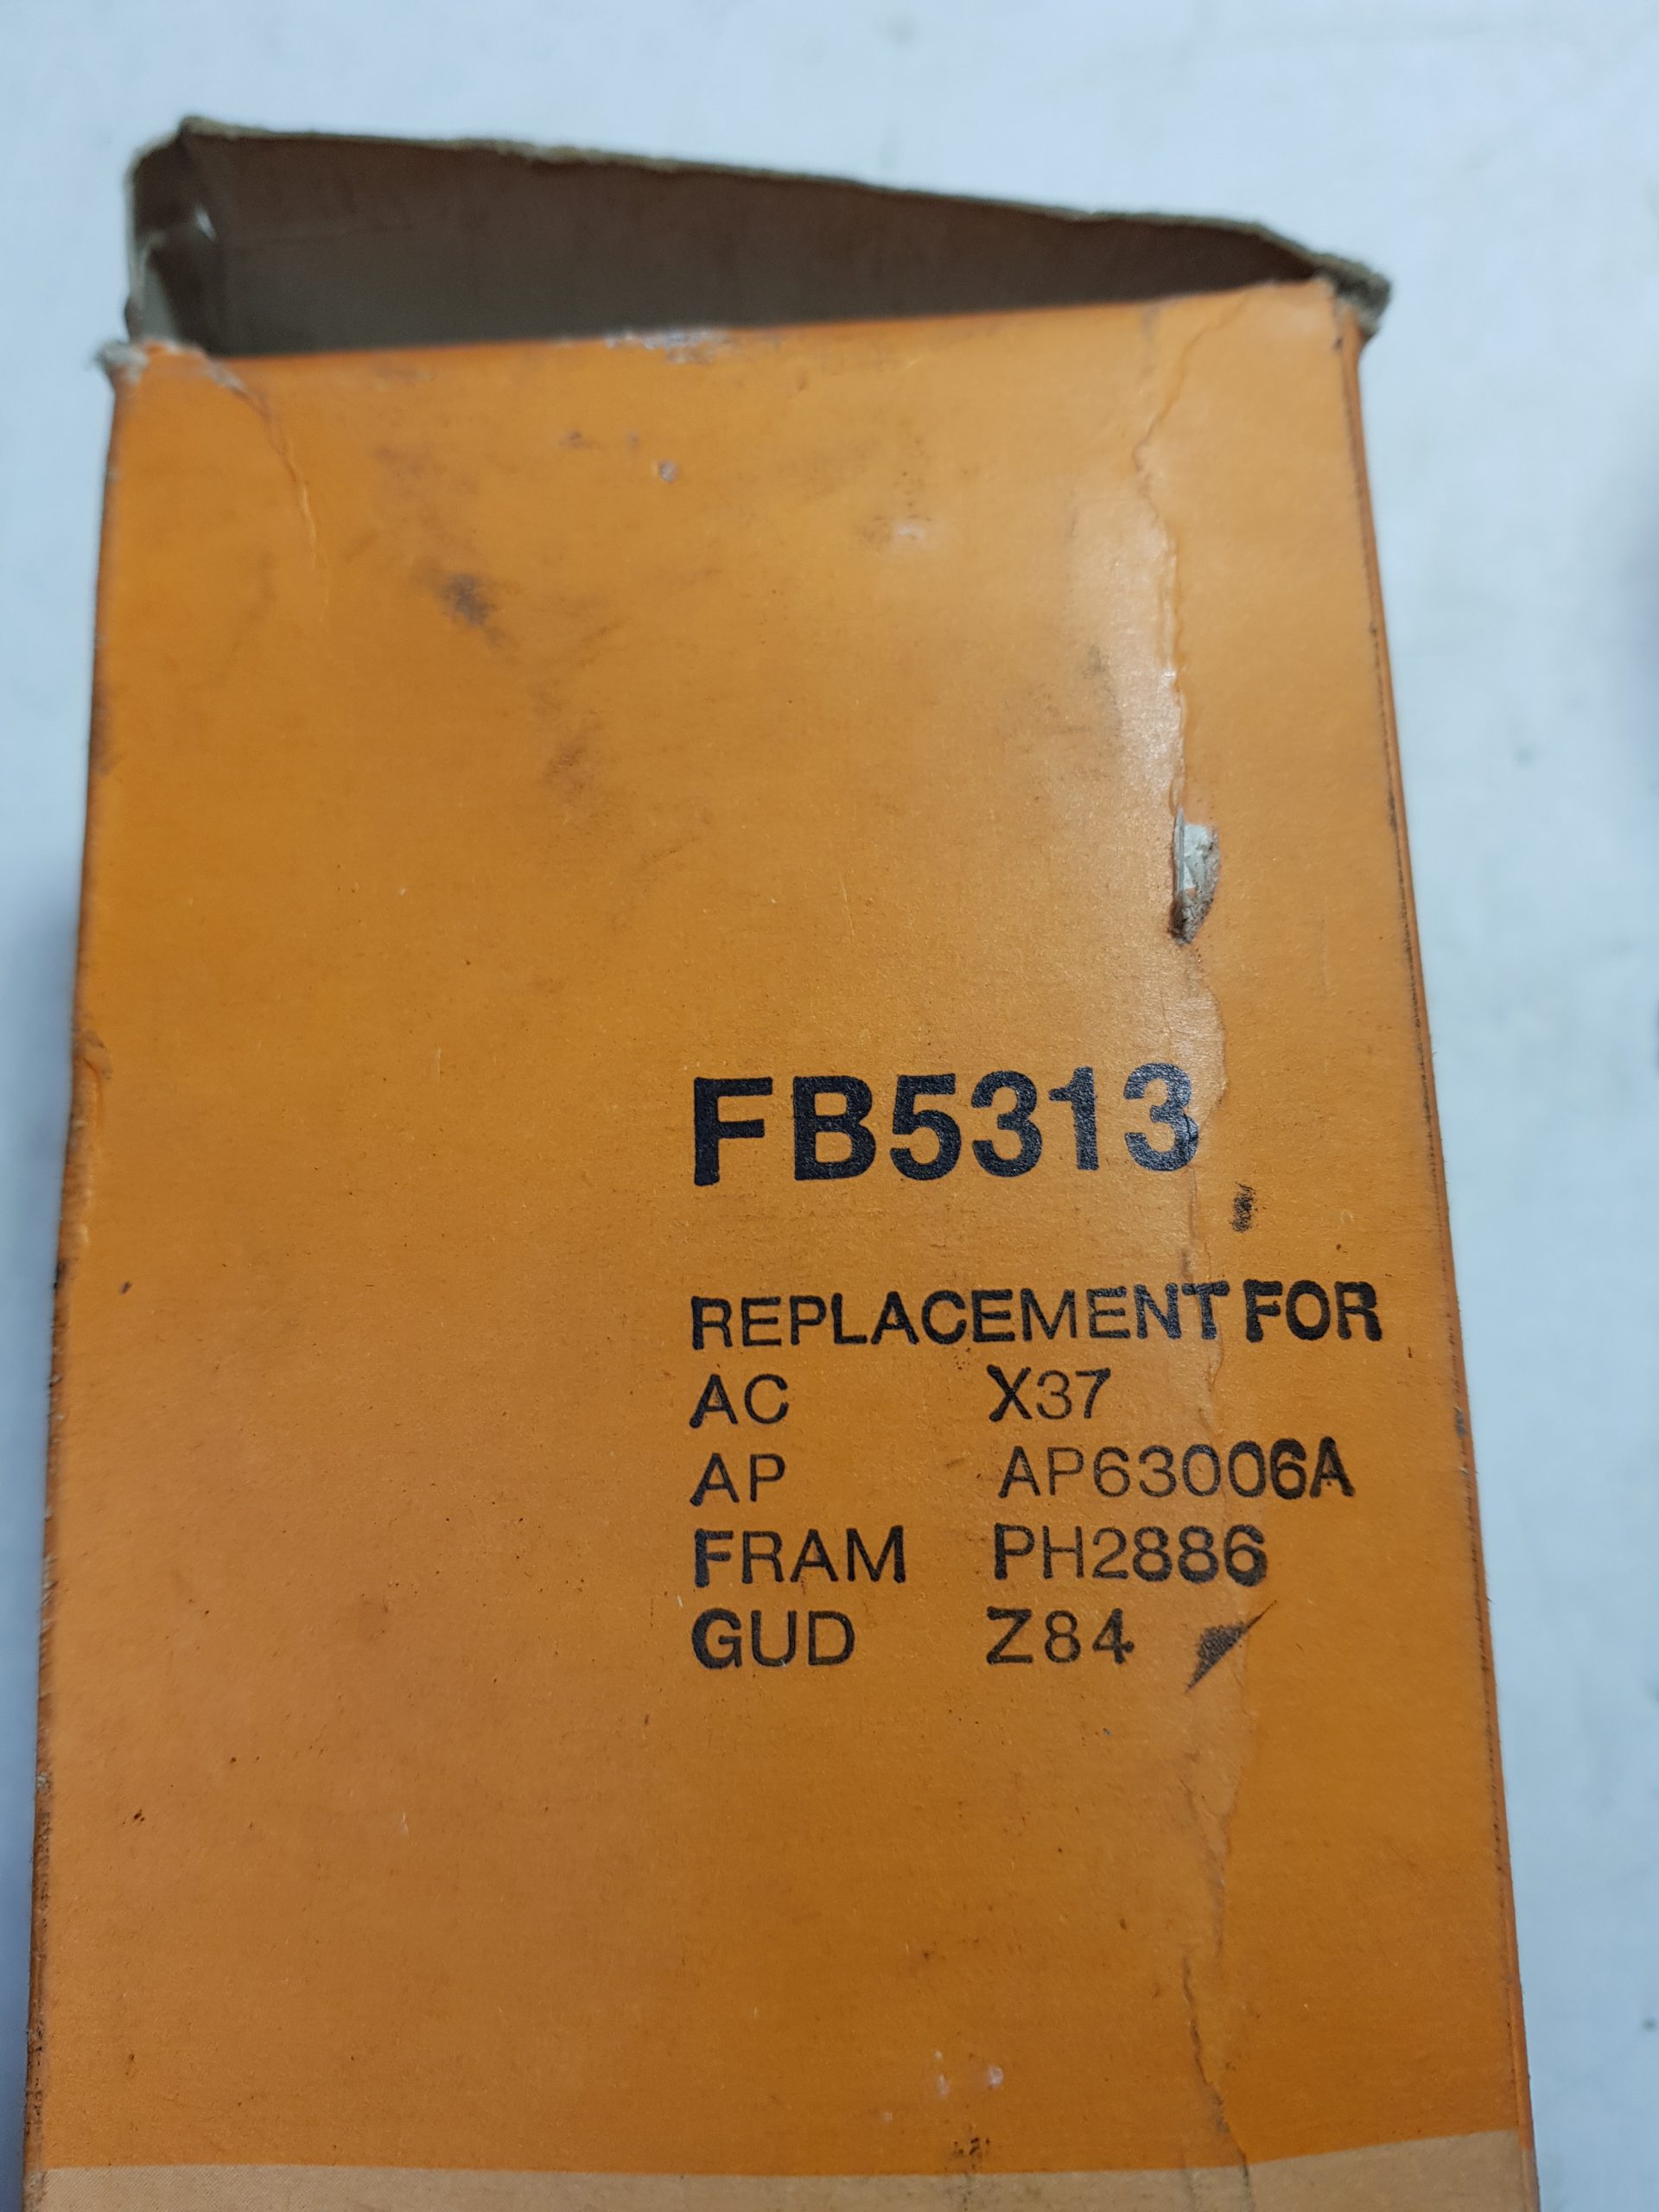 FB5313
REPLACEMENT FOR
AC X37
AP AP63006A
FRAM PH2886
GUD Z84